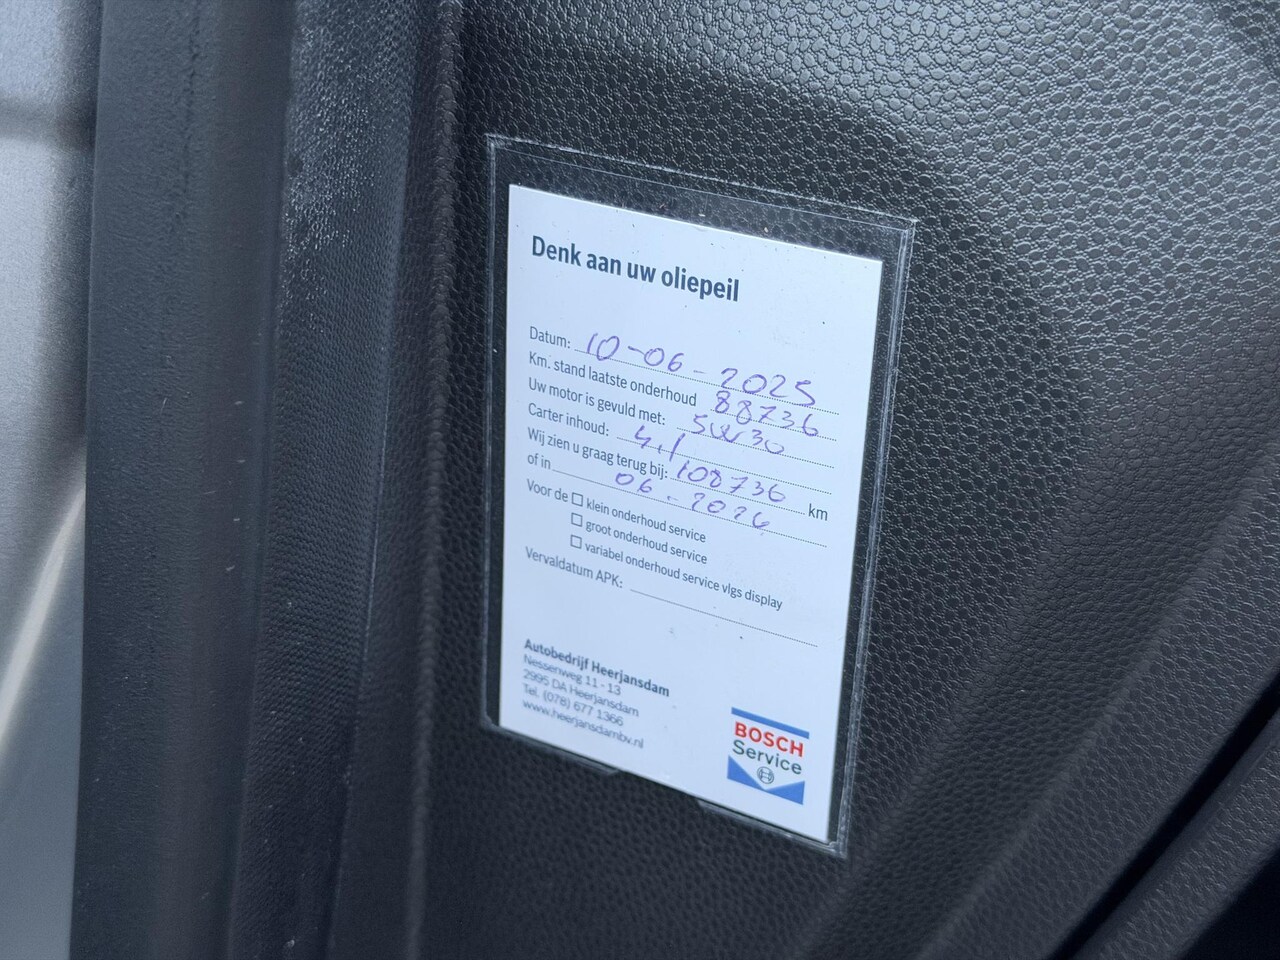 Denk aan uw oliepeil
Datum: 10-06-2025
Km. stand laatste onderhoud 88736
Uw motor is gevuld met: 5W30
Carter inhoud: 4.1
Wij zien u graag terug bij: 108736 km
of in 06-2026
Voor de □ klein onderhoud service
□ groot onderhoud service
□ variabel onderhoud service vlgs display
Vervaldatum APK:
Autobedrijf Heerjansdam
Nessenweg 11 - 13
2995 DA Heerjansdam
Tel. (078) 677 1366
www.heerjansdambv.nl
BOSCH
Service